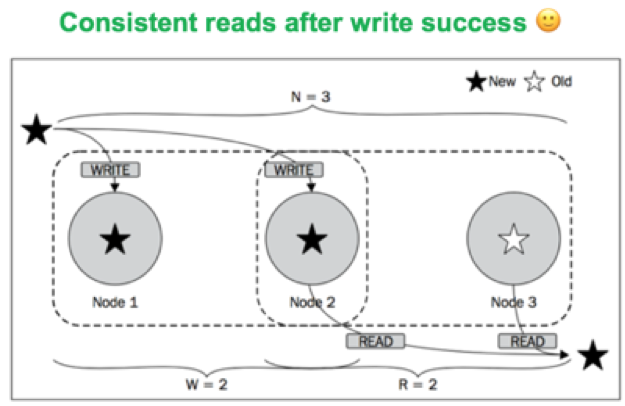 Consistent reads after write success 🙂
New Old
N = 3
WRITE WRITE
Node 1 Node 2 Node 3
READ READ
W = 2 R = 2